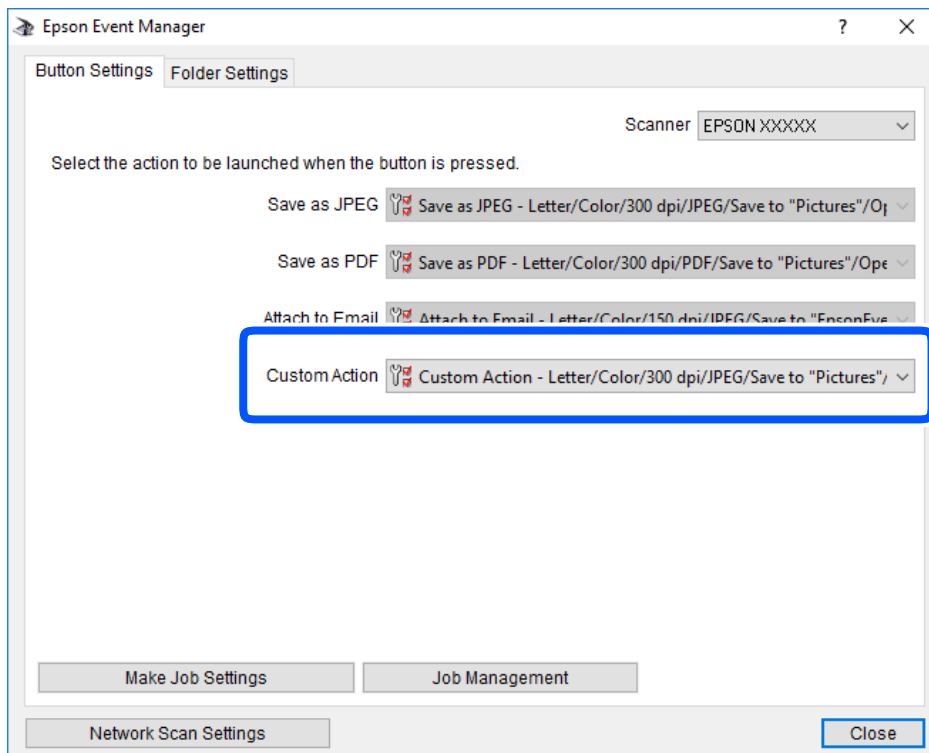 Epson Event Manager
Button Settings Folder Settings
Scanner EPSON XXXXX
Select the action to be launched when the button is pressed.
Save as JPEG Save as JPEG - Letter/Color/300 dpi/JPEG/Save to "Pictures"/Op
Save as PDF Save as PDF - Letter/Color/300 dpi/PDF/Save to "Pictures"/Ope
Attach to Email Attach to Email - Letter/Color/150 dpi/JPEG/Save to "EpsonEve
Custom Action Custom Action - Letter/Color/300 dpi/JPEG/Save to "Pictures"/
Make Job Settings Job Management
Network Scan Settings Close